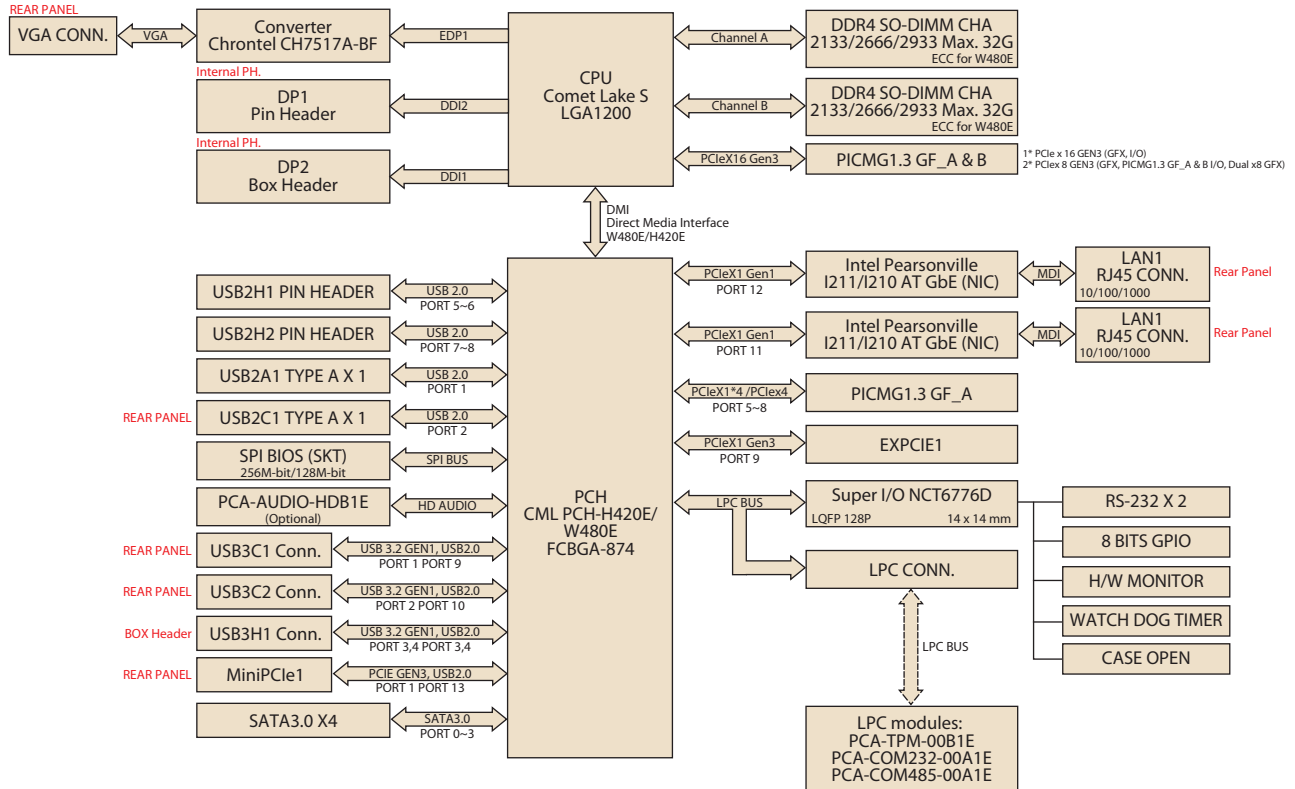 REAR PANEL
VGA CONN.
VGA
Converter
Chrontel CH7517A-BF
EDP1
Internal PH.
DP1
Pin Header
DDI2
Internal PH.
DP2
Box Header
DDI1
CPU
Comet Lake S
LGA1200
Channel A
DDR4 SO-DIMM CHA
2133/2666/2933 Max. 32G
ECC for W480E
Channel B
DDR4 SO-DIMM CHA
2133/2666/2933 Max. 32G
ECC for W480E
PCIeX16 Gen3
PICMG1.3 GF_A & B
1* PCIe x 16 GEN3 (GFX, I/O)
2* PCIex 8 GEN3 (GFX, PICMG1.3 GF_A & B I/O, Dual x8 GFX)
DMI
Direct Media Interface
W480E/H420E
USB2H1 PIN HEADER
USB 2.0
PORT 5~6
USB2H2 PIN HEADER
USB 2.0
PORT 7~8
USB2A1 TYPE A X 1
USB 2.0
PORT 1
REAR PANEL
USB2C1 TYPE A X 1
USB 2.0
PORT 2
SPI BIOS (SKT)
256M-bit/128M-bit
SPI BUS
PCA-AUDIO-HDB1E
(Optional)
HD AUDIO
REAR PANEL
USB3C1 Conn.
USB 3.2 GEN1, USB2.0
PORT 1 PORT 9
REAR PANEL
USB3C2 Conn.
USB 3.2 GEN1, USB2.0
PORT 2 PORT 10
BOX Header
USB3H1 Conn.
USB 3.2 GEN1, USB2.0
PORT 3,4 PORT 3,4
REAR PANEL
MiniPCIe1
PCIE GEN3, USB2.0
PORT 1 PORT 13
SATA3.0 X4
SATA3.0
PORT 0~3
PCH
CML PCH-H420E/
W480E
FCBGA-874
PCIeX1 Gen1
PORT 12
Intel Pearsonville
I211/I210 AT GbE (NIC)
MDI
LAN1
RJ45 CONN.
10/100/1000
Rear Panel
PCIeX1 Gen1
PORT 11
Intel Pearsonville
I211/I210 AT GbE (NIC)
MDI
LAN1
RJ45 CONN.
10/100/1000
Rear Panel
PCIeX1*4 /PCIex4
PORT 5~8
PICMG1.3 GF_A
PCIeX1 Gen3
PORT 9
EXPCIE1
LPC BUS
Super I/O NCT6776D
LQFP 128P 14 x 14 mm
LPC CONN.
RS-232 X 2
8 BITS GPIO
H/W MONITOR
WATCH DOG TIMER
CASE OPEN
LPC BUS
LPC modules:
PCA-TPM-00B1E
PCA-COM232-00A1E
PCA-COM485-00A1E